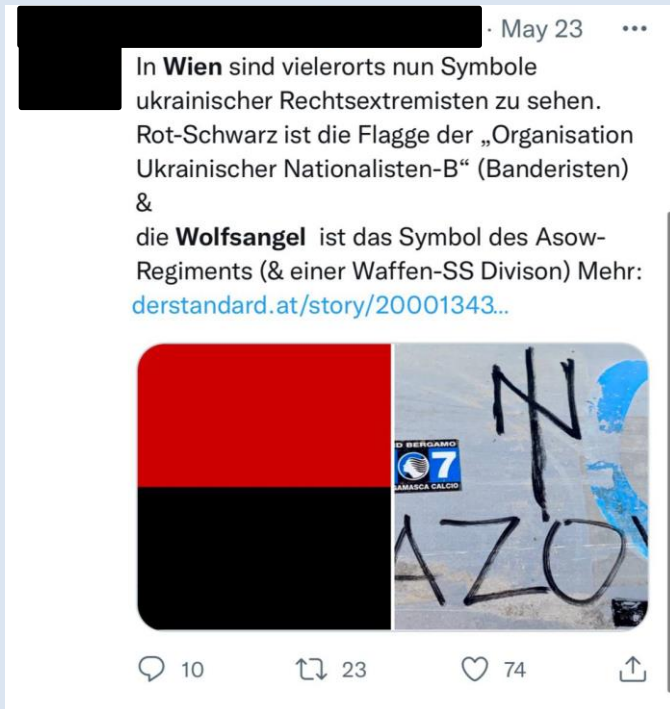 · May 23 •••
In Wien sind vielerorts nun Symbole
ukrainischer Rechtsextremisten zu sehen.
Rot-Schwarz ist die Flagge der „Organisation
Ukrainischer Nationalisten-B“ (Banderisten)
&
die Wolfsangel ist das Symbol des Asow-
Regiments (& einer Waffen-SS Divison) Mehr:
derstandard.at/story/20001343...
D BERGAMO
7
AMASCA CALCIO
AZO
10 23 74